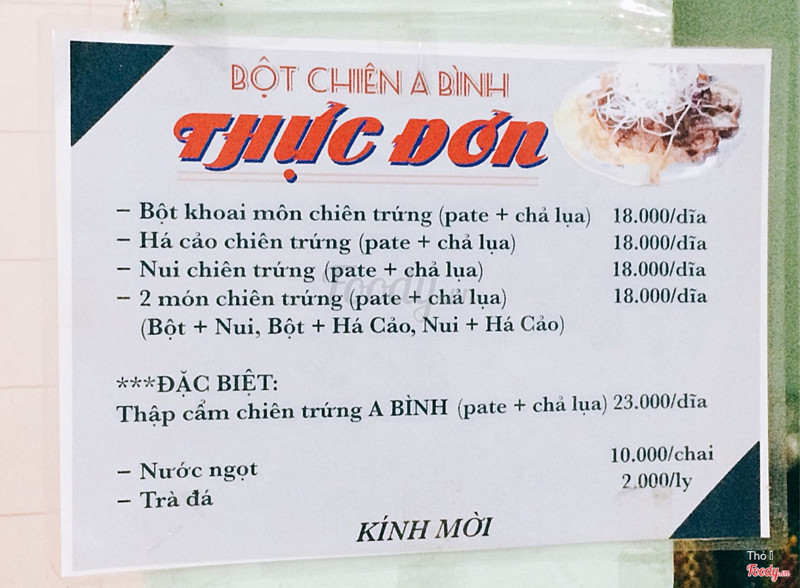 BỘT CHIÊN A BÌNH
THỰC ĐƠN
- Bột khoai môn chiên trứng (pate + chả lụa) 18.000/dĩa
- Há cảo chiên trứng (pate + chả lụa) 18.000/dĩa
- Nui chiên trứng (pate + chả lụa) 18.000/dĩa
- 2 món chiên trứng (pate + chả lụa) 18.000/dĩa
(Bột + Nui, Bột + Há Cảo, Nui + Há Cảo)
***ĐẶC BIỆT:
Thập cẩm chiên trứng A BÌNH (pate + chả lụa) 23.000/dĩa
- Nước ngọt 10.000/chai
- Trà đá 2.000/ly
KÍNH MỜI
Foody.vn
Thỏ
Foody.vn